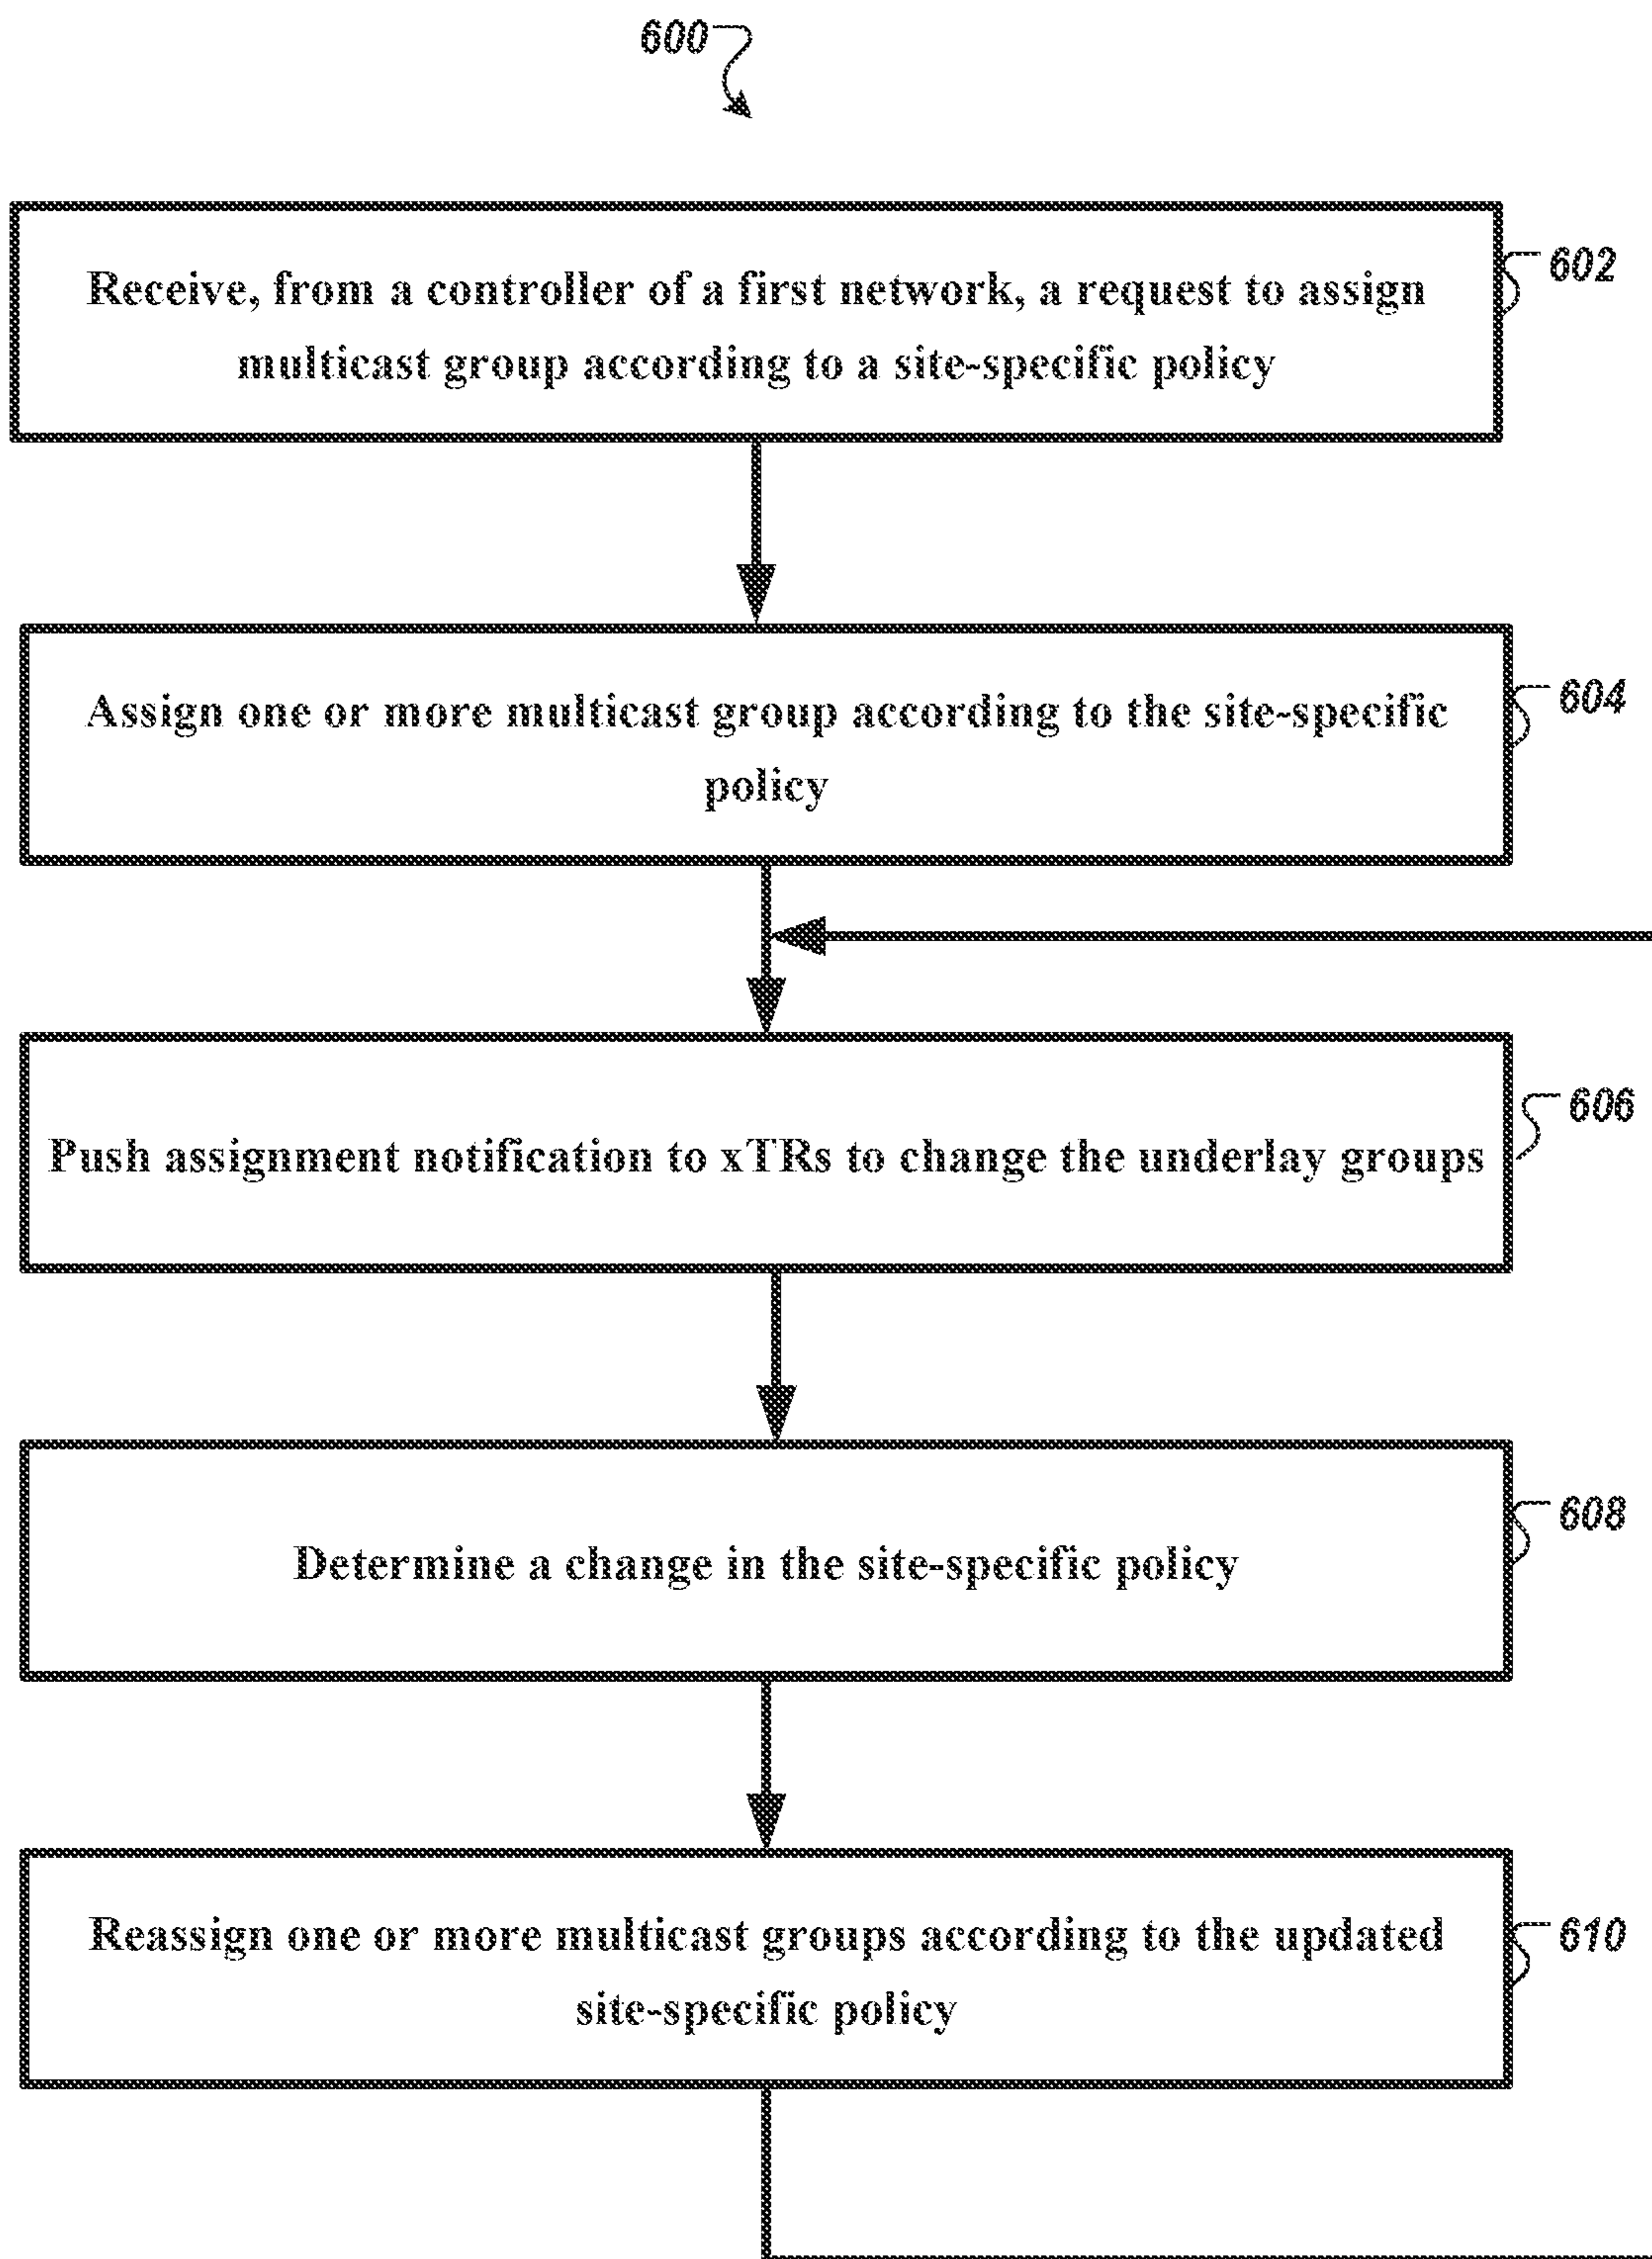 600
Receive, from a controller of a first network, a request to assign
multicast group according to a site-specific policy
602
Assign one or more multicast group according to the site-specific
policy
604
Push assignment notification to xTRs to change the underlay groups
606
Determine a change in the site-specific policy
608
Reassign one or more multicast groups according to the updated
site-specific policy
610